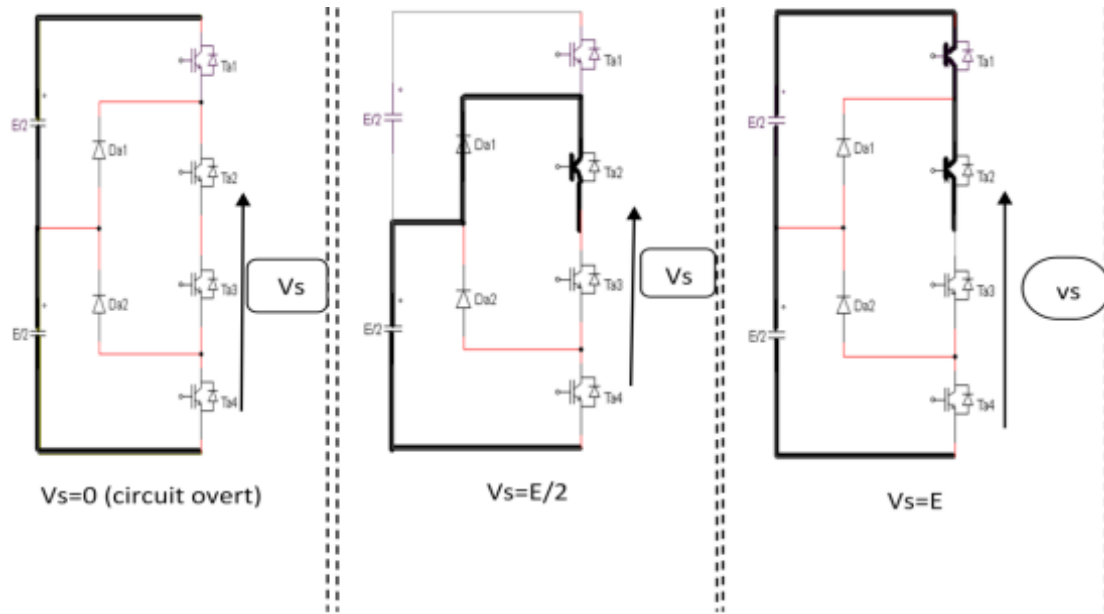 Ta1
E/2
Da1
Ta2
Vs
Ta3
Da2
E/2
Ta4
Vs=0 (circuit overt)
Ta1
E/2
Da1
Ta2
Vs
Ta3
Da2
E/2
Ta4
Vs=E/2
Ta1
E/2
Da1
Ta2
vs
Ta3
Da2
E/2
Ta4
Vs=E